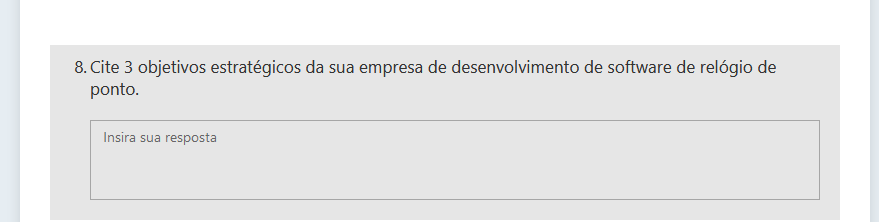 8. Cite 3 objetivos estratégicos da sua empresa de desenvolvimento de software de relógio de
ponto.
Insira sua resposta